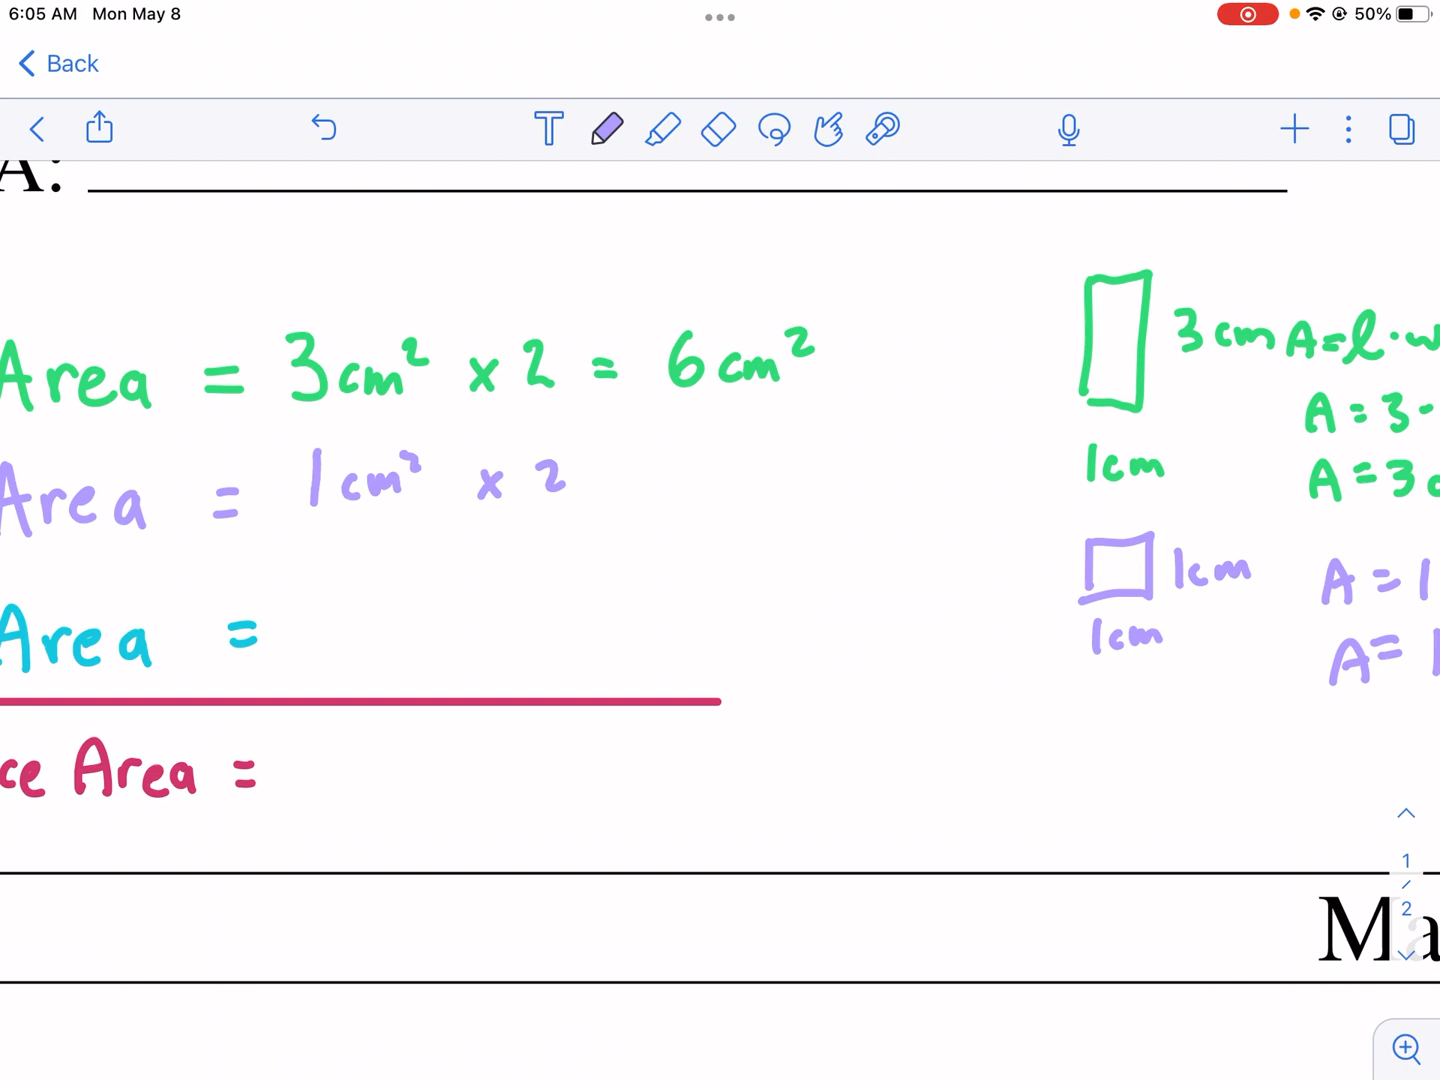 6:05 AM Mon May 8
50%
Back
A:
Area = 3cm² x 2 = 6cm²
3cm A=l·w
A=3·
1cm
A=3
Area = 1cm² x 2
1cm
A = 1
1cm
A= 1
Area =
ce Area =
1
/
2
Ma